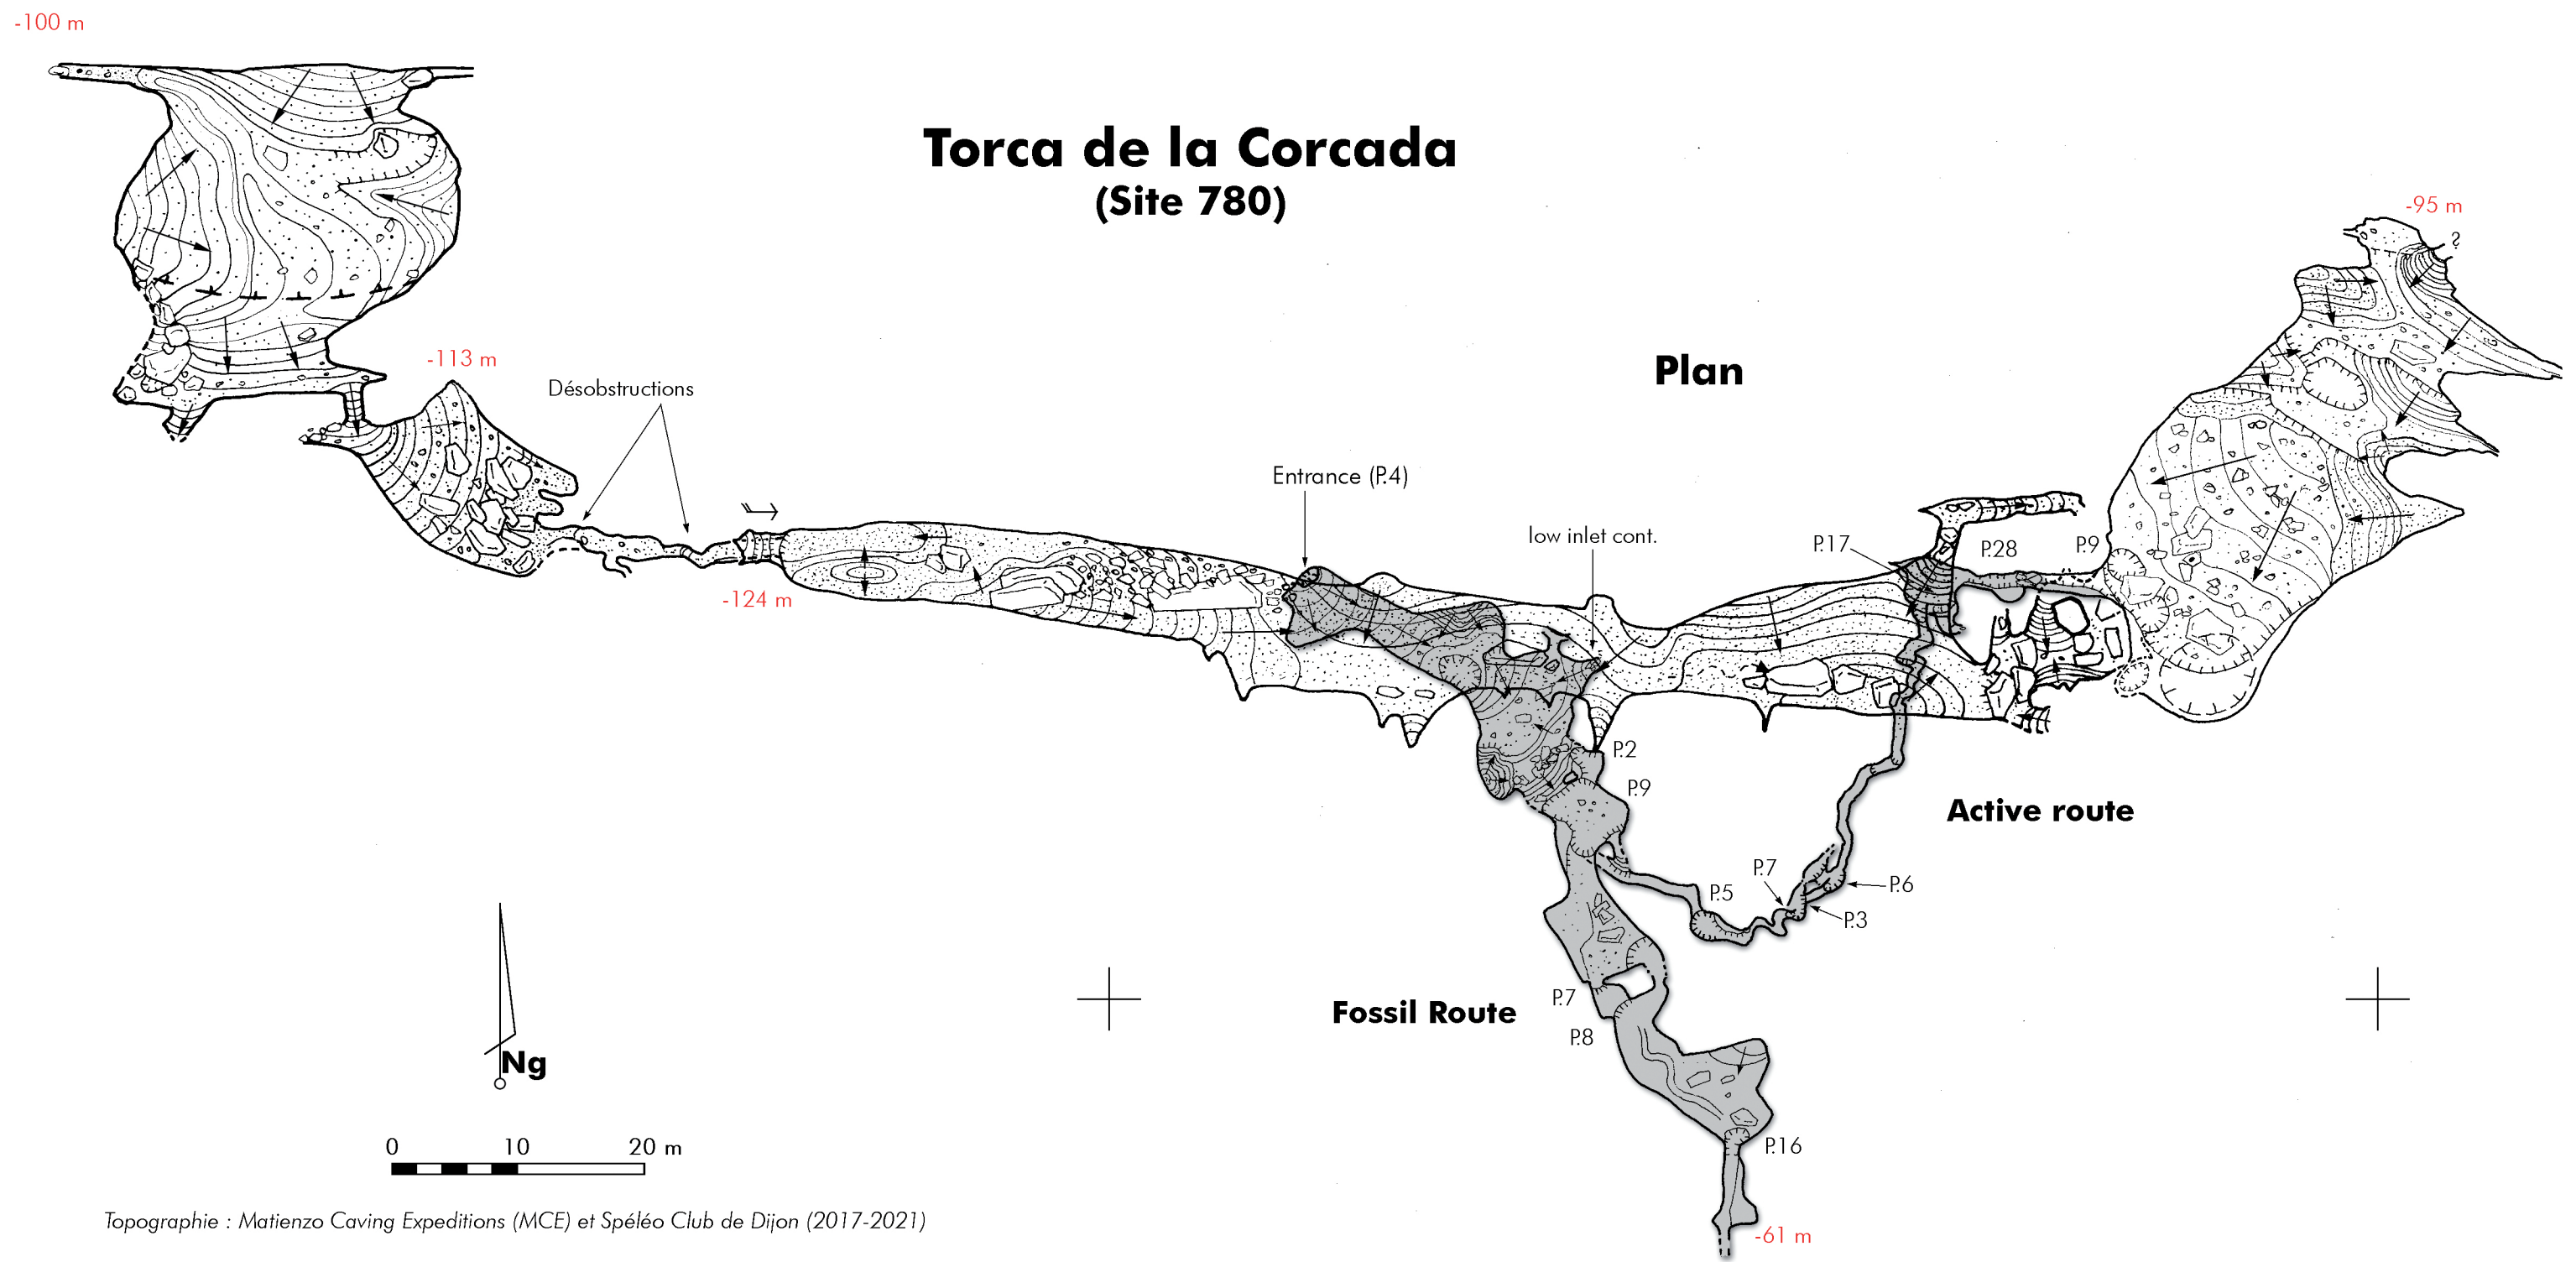 -100 m
Torca de la Corcada
(Site 780)
-95 m
?
-113 m
Plan
Désobstructions
Entrance (P.4)
low inlet cont.
P.17
P.28
P.9
-124 m
P.2
P.9
Active route
P.7
P.6
P.5
P.3
P.7
Fossil Route
P.8
Ng
P.16
0 10 20 m
Topographie : Matienzo Caving Expeditions (MCE) et Spéléo Club de Dijon (2017-2021)
-61 m